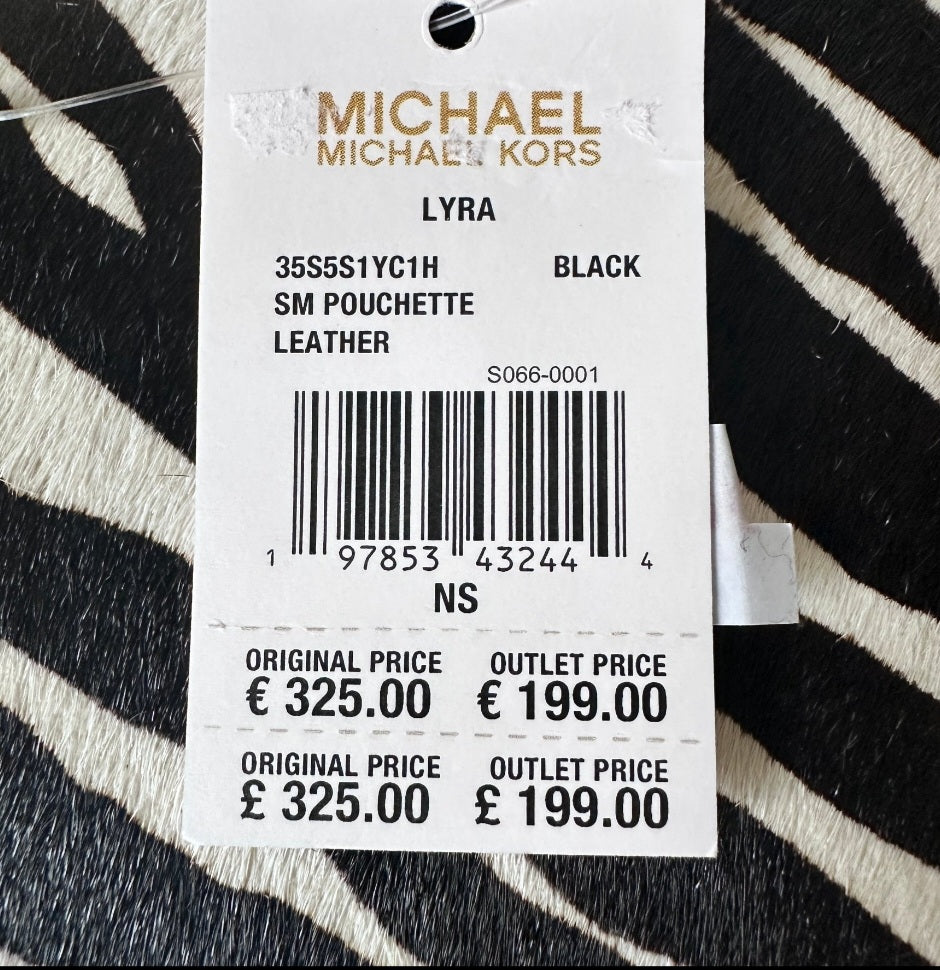 MICHAEL
MICHAEL KORS
LYRA
35S5S1YC1H BLACK
SM POUCHETTE
LEATHER
S066-0001
1 97853 43244 4
NS
ORIGINAL PRICE OUTLET PRICE
€ 325.00 € 199.00
ORIGINAL PRICE OUTLET PRICE
£ 325.00 £ 199.00